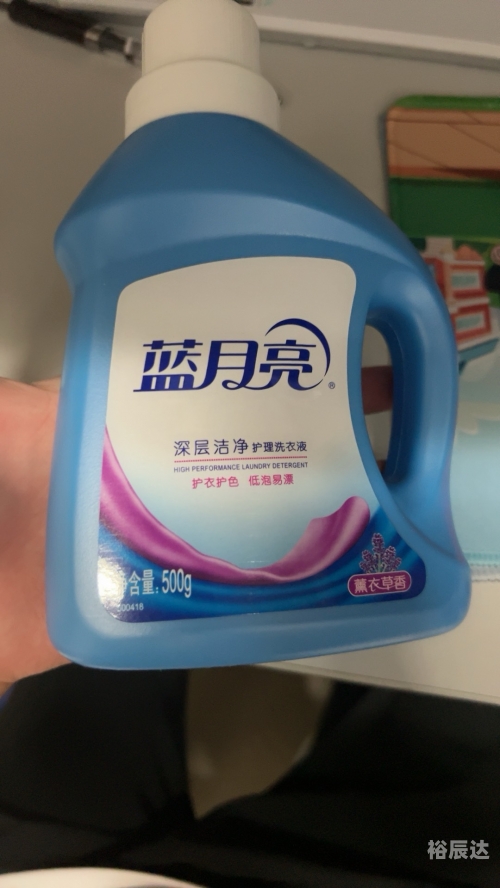 蓝月亮®
深层洁净 护理洗衣液
HIGH PERFORMANCE LAUNDRY DETERGENT
护衣护色 低泡易漂
净含量: 500g
薰衣草香
裕辰达